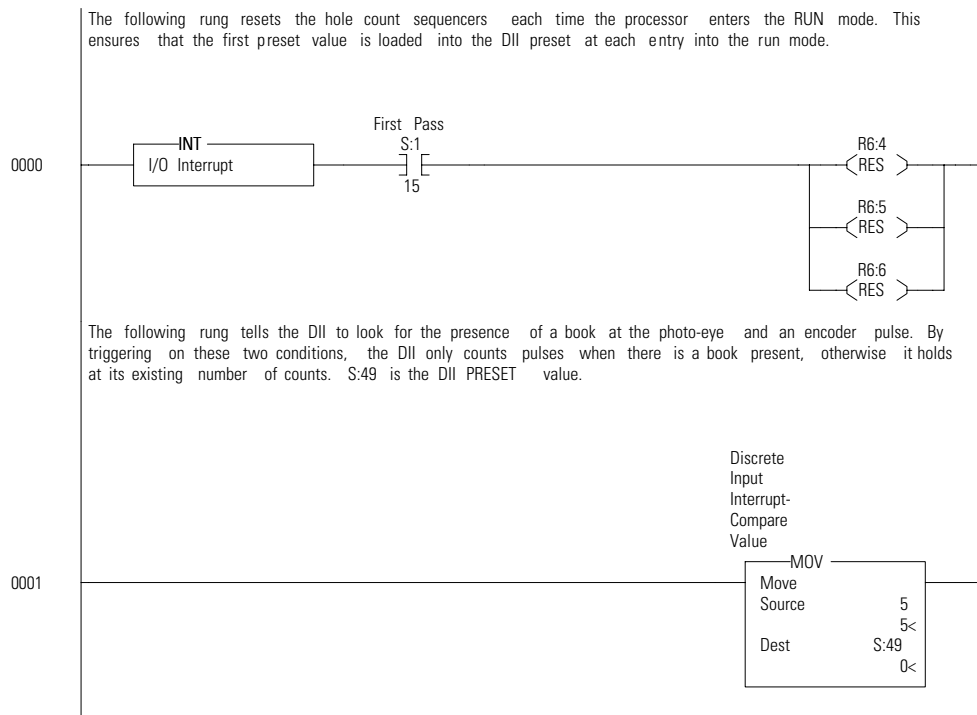 The following rung resets the hole count sequencers each time the processor enters the RUN mode. This
ensures that the first preset value is loaded into the DII preset at each entry into the run mode.
First Pass
INT
S:1
R6:4
0000
I/O Interrupt
RES
15
R6:5
RES
R6:6
RES
The following rung tells the DII to look for the presence of a book at the photo-eye and an encoder pulse. By
triggering on these two conditions, the DII only counts pulses when there is a book present, otherwise it holds
at its existing number of counts. S:49 is the DII PRESET value.
Discrete
Input
Interrupt-
Compare
Value
MOV
0001
Move
Source 5
5<
Dest S:49
0<